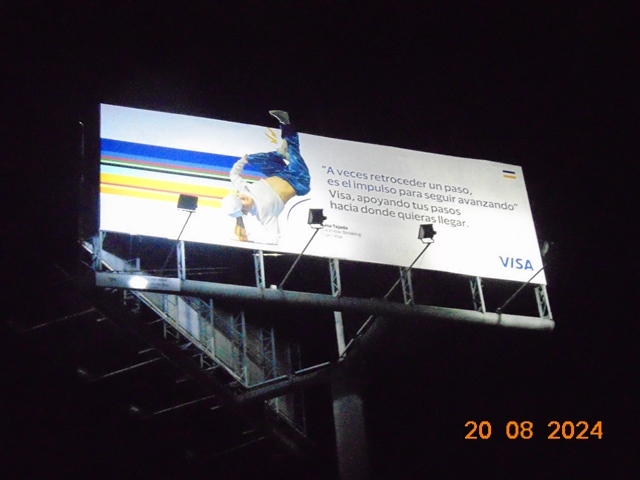 "A veces retroceder un paso,
es el impulso para seguir avanzando"
Visa, apoyando tus pasos
hacia donde quieras llegar.
Tejada
VISA
20 08 2024